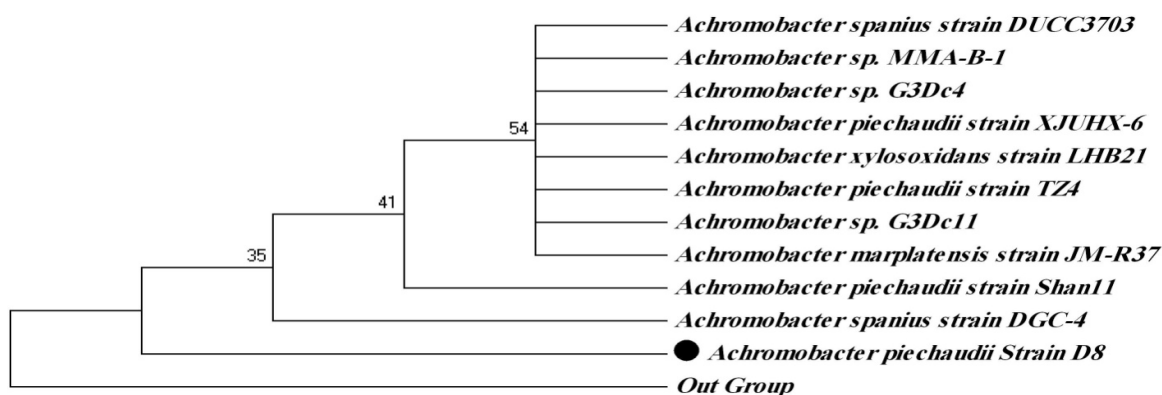 Achromobacter spanius strain DUCC3703
Achromobacter sp. MMA-B-1
Achromobacter sp. G3Dc4
54
Achromobacter piechaudii strain XJUHX-6
Achromobacter xylosoxidans strain LHB21
Achromobacter piechaudii strain TZ4
41
Achromobacter sp. G3Dc11
35
Achromobacter marplatensis strain JM-R37
Achromobacter piechaudii strain Shan11
Achromobacter spanius strain DGC-4
Achromobacter piechaudii Strain D8
Out Group